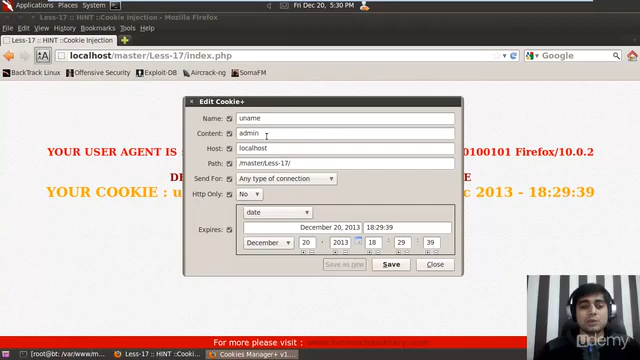 Applications Places System
Fri Dec 20, 5:30 PM
Less-17 :: HINT ::Cookie Injection - Mozilla Firefox
File Edit View History Bookmarks Tools Help
Less-17 :: HINT ::Cookie Injection
localhost/master/Less-17/index.php
Google
BackTrack Linux Offensive Security Exploit-DB Aircrack-ng SomaFM
Edit Cookie+
Name: uname
Content: admin
Host: localhost
Path: /master/Less-17/
Send For: Any type of connection
Http Only: No
date
December 20, 2013 18:29:39
Expires: December 20 , 2013 18 : 29 : 39
Save as new Save Close
YOUR USER AGENT IS : 0100101 Firefox/10.0.2
YOUR COOKIE : u c 2013 - 18:29:39
For more please visit :
ûdemy
[root@bt: /var/www/m... Less-17 :: HINT ::Cooki... Cookies Manager+ v1...